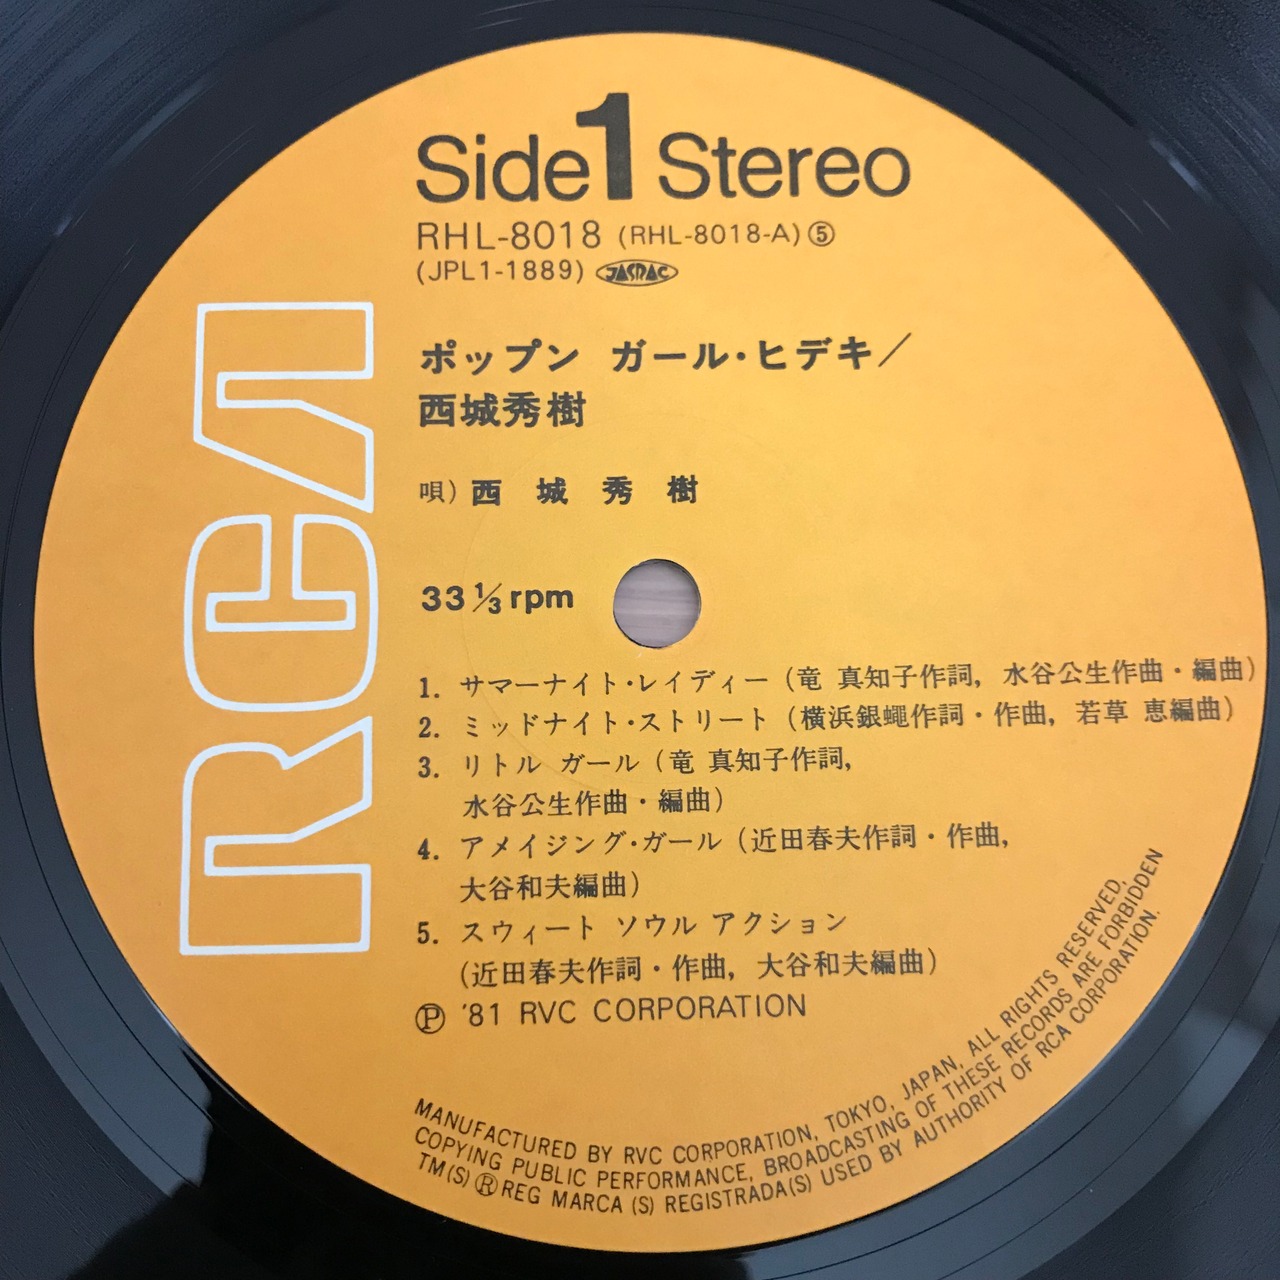 Side 1 Stereo
RHL-8018 (RHL-8018-A)⑤
(JPL1-1889) JASRAC
ポップン ガール・ヒデキ／
西城秀樹
唄) 西 城 秀 樹
33 1/3 rpm
1. サマーナイト・レイディー (竜 真知子作詞, 水谷公生作曲・編曲)
2. ミッドナイト・ストリート (横浜銀蠅作詞・作曲, 若草 恵編曲)
3. リトル ガール (竜 真知子作詞,
水谷公生作曲・編曲)
4. アメイジング・ガール (近田春夫作詞・作曲,
大谷和夫編曲)
5. スウィート ソウル アクション
(近田春夫作詞・作曲, 大谷和夫編曲)
Ⓟ '81 RVC CORPORATION
MANUFACTURED BY RVC CORPORATION, TOKYO, JAPAN, ALL RIGHTS RESERVED,
COPYING PUBLIC PERFORMANCE, BROADCASTING OF THESE RECORDS ARE FORBIDDEN
TM(S) ® REG MARCA (S) REGISTRADA(S) USED BY AUTHORITY OF RCA CORPORATION.
RCA